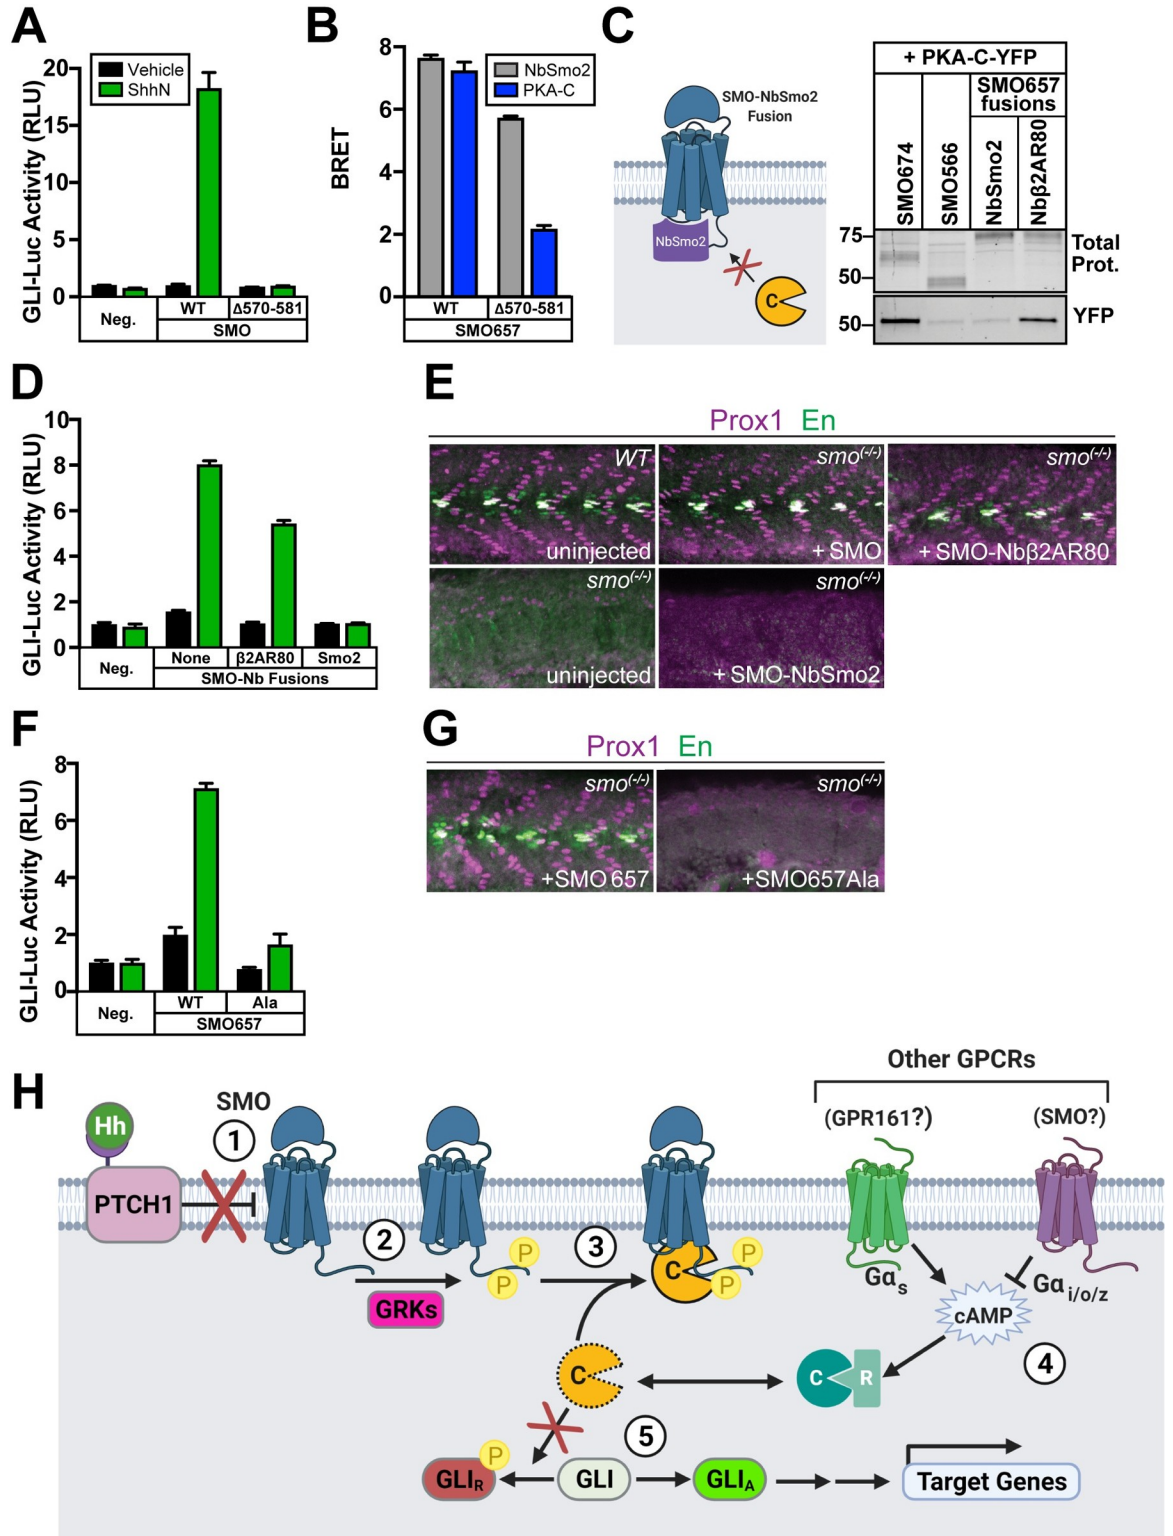 A
GLI-Luc Activity (RLU)
20
15
10
5
0
Vehicle
ShhN
Neg.
WT
Δ570-581
SMO
B
BRET
8
6
4
2
0
NbSmo2
PKA-C
WT
Δ570-581
SMO657
C
SMO-NbSmo2
Fusion
NbSmo2
C
+ PKA-C-YFP
SMO657
fusions
SMO674
SMO566
NbSmo2
Nbβ2AR80
75
50
Total
Prot.
50
YFP
D
GLI-Luc Activity (RLU)
10
8
6
4
2
0
Neg.
None
β2AR80
Smo2
SMO-Nb Fusions
E
Prox1 En
WT
uninjected
smo(-/-)
+ SMO
smo(-/-)
+ SMO-Nbβ2AR80
smo(-/-)
uninjected
smo(-/-)
+ SMO-NbSmo2
F
GLI-Luc Activity (RLU)
8
6
4
2
0
Neg.
WT
Ala
SMO657
G
Prox1 En
smo(-/-)
+SMO 657
smo(-/-)
+SMO657Ala
H
Other GPCRs
Hh
SMO
1
(GPR161?)
(SMO?)
PTCH1
2
P
P
3
C
P
P
GRKs
Gαs
Gαi/o/z
cAMP
4
C
C
R
5
P
GLIR
GLI
GLIA
Target Genes